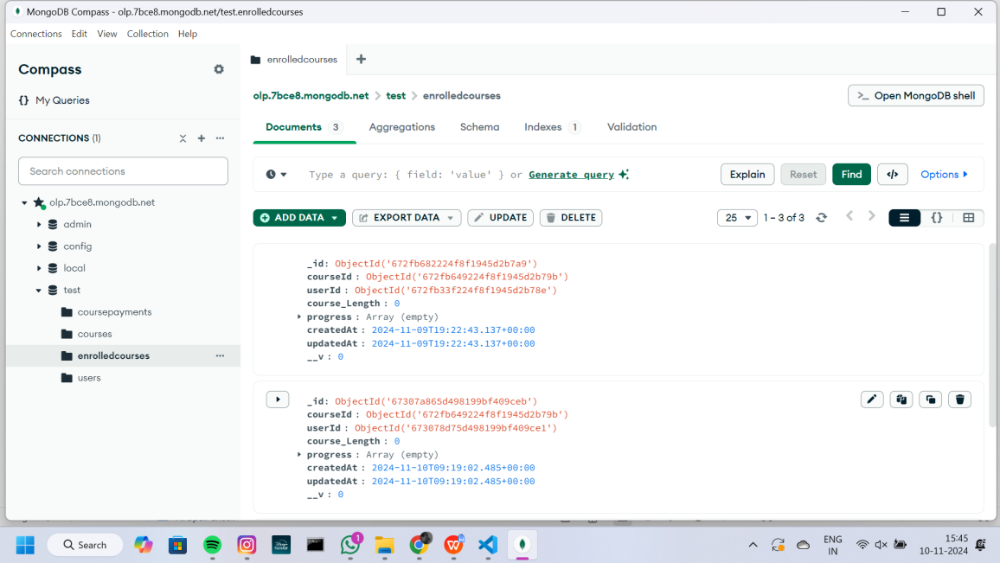 MongoDB Compass - olp.7bce8.mongodb.net/test.enrolledcourses
Connections Edit View Collection Help
Compass
{} My Queries
CONNECTIONS (1)
Search connections
olp.7bce8.mongodb.net
admin
config
local
test
coursepayments
courses
enrolledcourses
users
enrolledcourses
olp.7bce8.mongodb.net > test > enrolledcourses
>_ Open MongoDB shell
Documents 3 Aggregations Schema Indexes 1 Validation
Type a query: { field: 'value' } or Generate query
Explain Reset Find </> Options
ADD DATA EXPORT DATA UPDATE DELETE
25 1 – 3 of 3 {}
_id: ObjectId('672fb682224f8f1945d2b7a9')
courseId : ObjectId('672fb649224f8f1945d2b79b')
userId : ObjectId('672fb33f224f8f1945d2b78e')
course_Length : 0
progress : Array (empty)
createdAt : 2024-11-09T19:22:43.137+00:00
updatedAt : 2024-11-09T19:22:43.137+00:00
__v : 0
_id: ObjectId('67307a865d498199bf409ceb')
courseId : ObjectId('672fb649224f8f1945d2b79b')
userId : ObjectId('673078d75d498199bf409ce1')
course_Length : 0
progress : Array (empty)
createdAt : 2024-11-10T09:19:02.485+00:00
updatedAt : 2024-11-10T09:19:02.485+00:00
__v : 0
Search
1
ENG
IN
15:45
10-11-2024